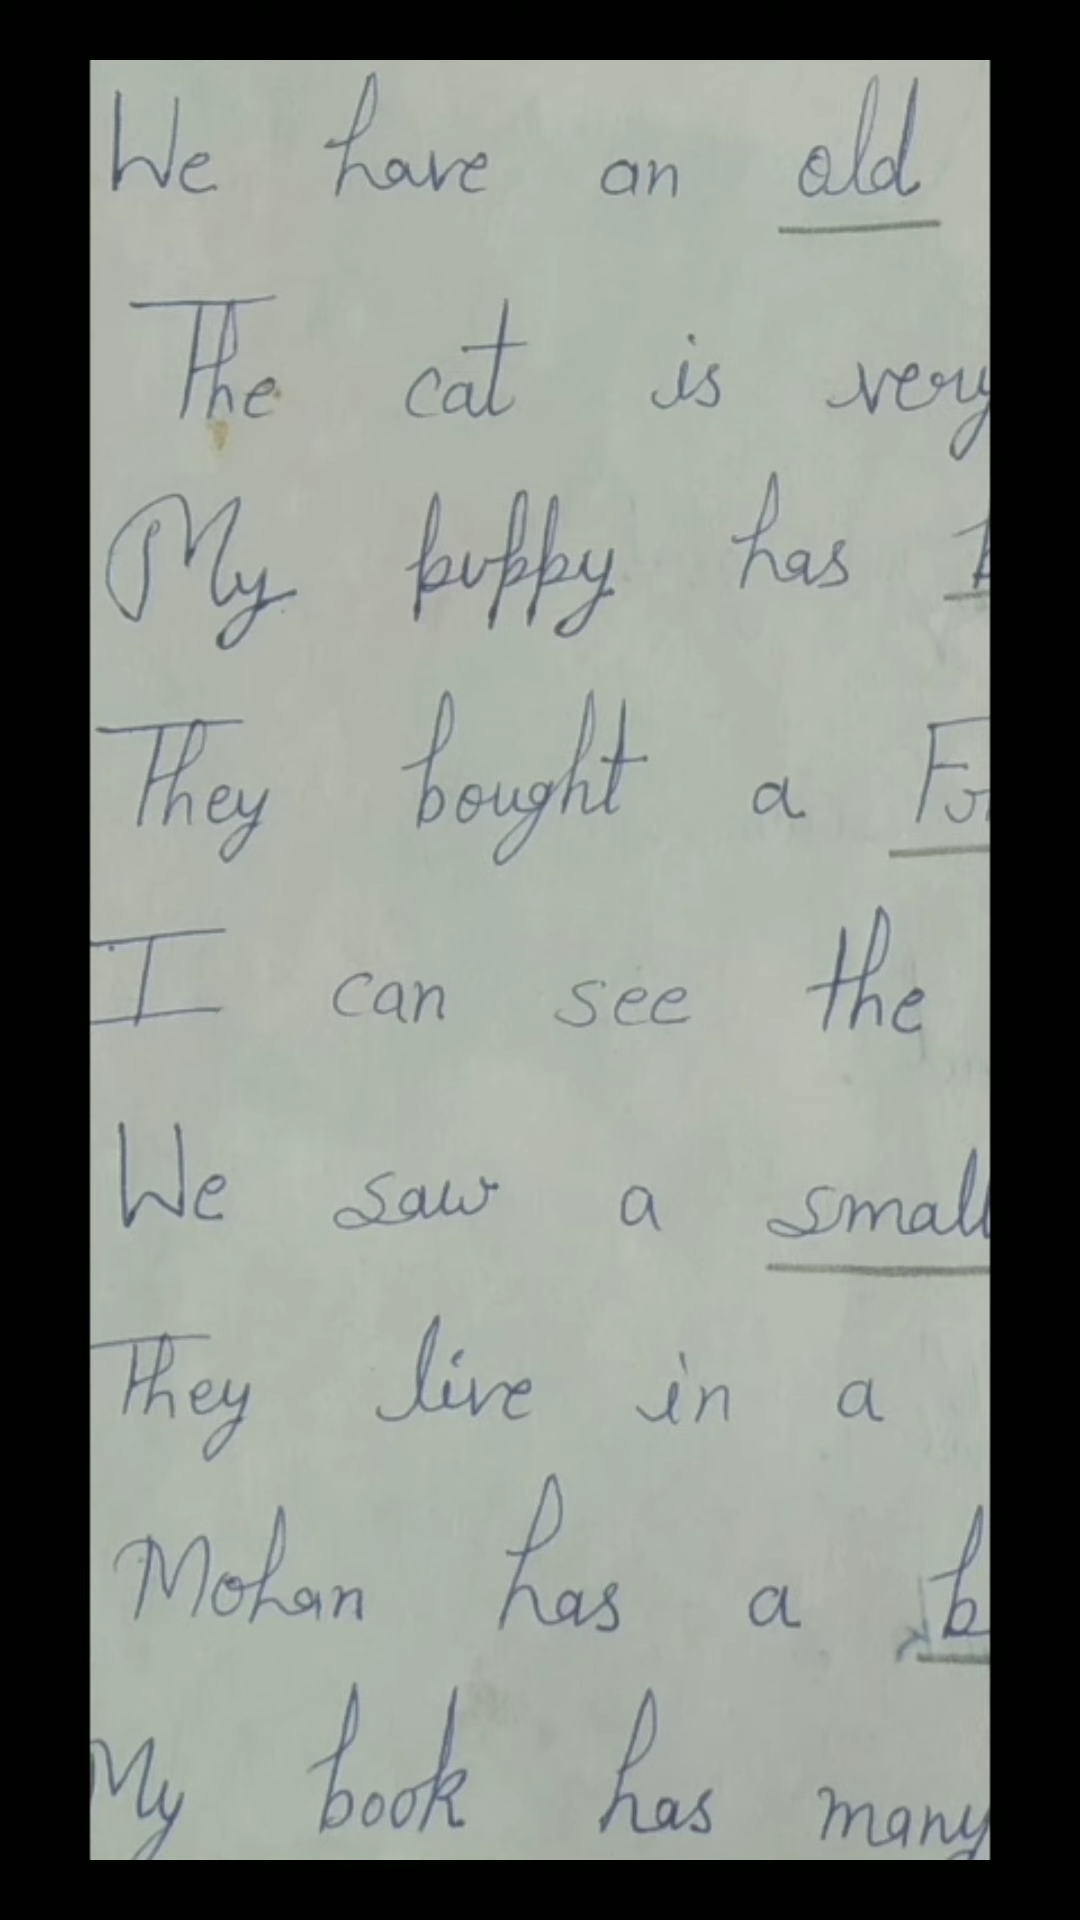 We have an old
The cat is very
My puppy has
They bought a
I can see the
We saw a small
They live in a
Mohan has a
My book has many